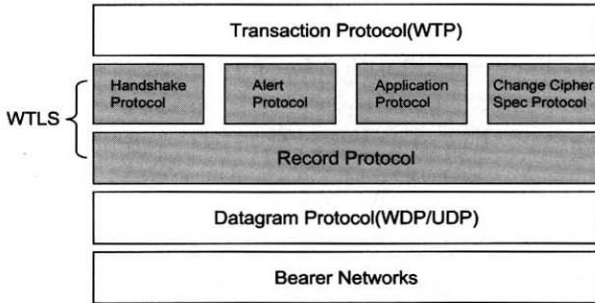 Transaction Protocol(WTP)
Handshake
Protocol
Alert
Protocol
Application
Protocol
Change Cipher
Spec Protocol
WTLS
Record Protocol
Datagram Protocol(WDP/UDP)
Bearer Networks